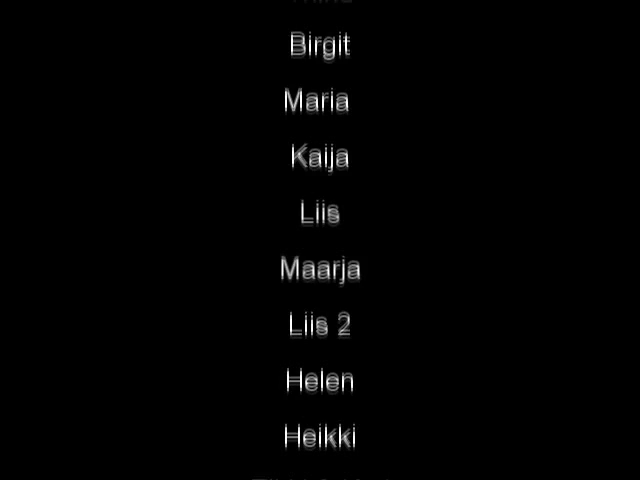 Birgit
Maria
Kaija
Liis
Maarja
Liis 2
Helen
Heikki